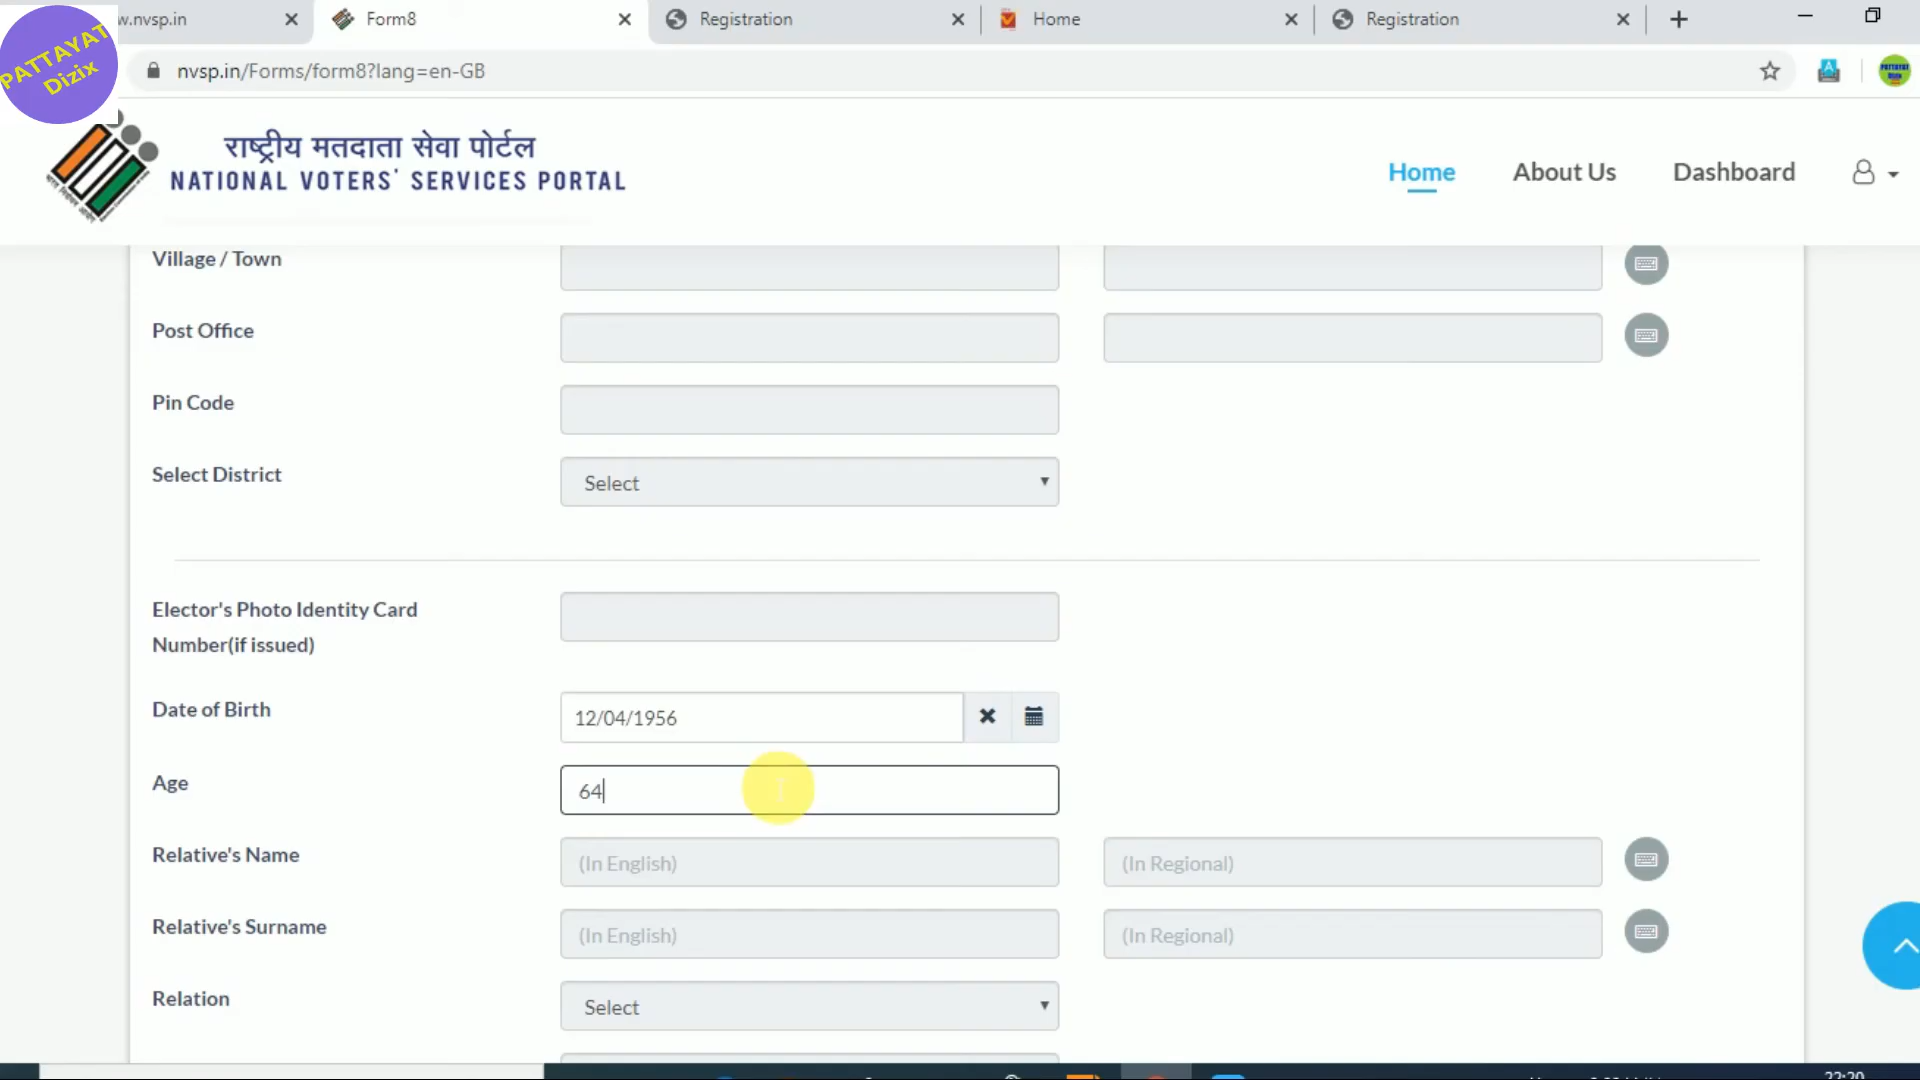 w.nvsp.in
Form8
Registration
Home
Registration
PATTAYAT
Dizix
nvsp.in/Forms/form8?lang=en-GB
राष्ट्रीय मतदाता सेवा पोर्टल
NATIONAL VOTERS' SERVICES PORTAL
Home
About Us
Dashboard
Village / Town
Post Office
Pin Code
Select District
Select
Elector's Photo Identity Card
Number(if issued)
Date of Birth
12/04/1956
Age
64
Relative's Name
(In English)
(In Regional)
Relative's Surname
(In English)
(In Regional)
Relation
Select